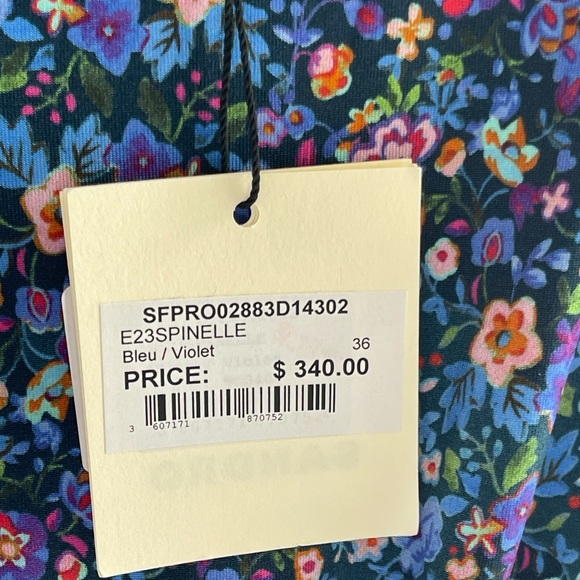 SFPRO02883D14302
E23SPINELLE
Bleu / Violet 36
PRICE: $ 340.00
3 607171 870752